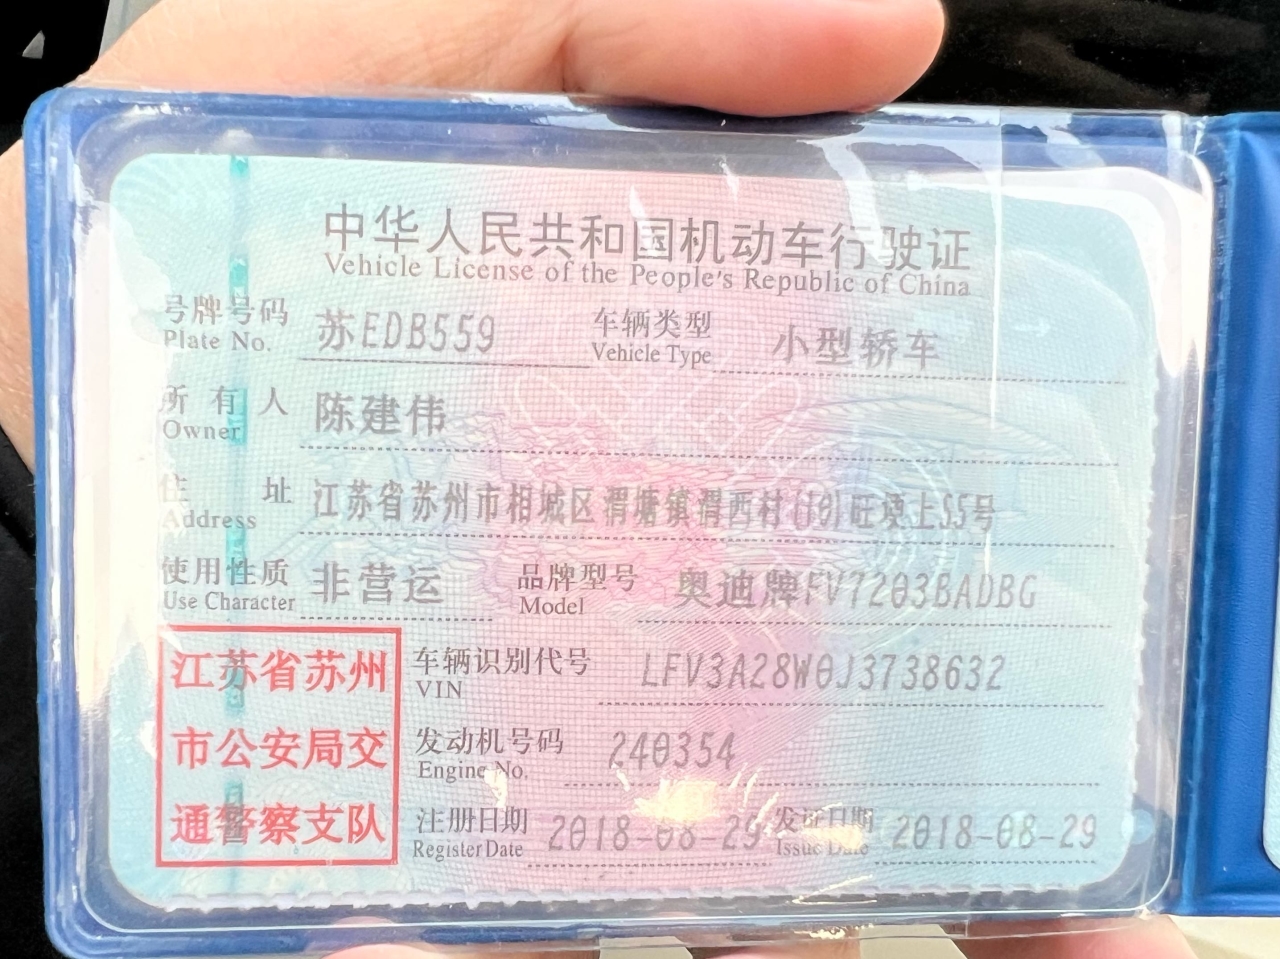 中华人民共和国机动车行驶证
Vehicle License of the People's Republic of China
号牌号码 苏EDB559 车辆类型 小型轿车
Plate No. Vehicle Type
所有人 陈建伟
Owner
住址 江苏省苏州市相城区渭塘镇渭西村(10)旺埂上55号
Address
使用性质 非营运 品牌型号 奥迪牌FV7203BADBG
Use Character Model
江苏省苏州
市公安局交
通警察支队
车辆识别代号 LFV3A28W0J3738632
VIN
发动机号码 240354
Engine No.
注册日期 2018-08-29 发证日期 2018-08-29
Register Date Issue Date